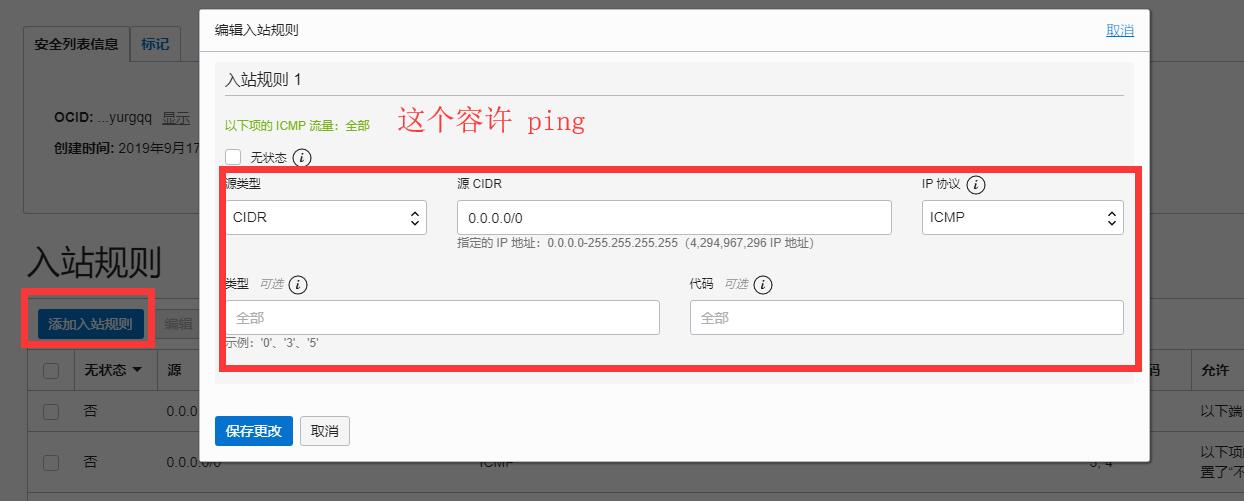 编辑入站规则
取消
安全列表信息
标记
入站规则 1
OCID: ...yurgqq 显示
以下项的 ICMP 流量：全部
这个容许 ping
创建时间: 2019年9月17
无状态
源类型
源 CIDR
IP 协议
CIDR
0.0.0.0/0
ICMP
指定的 IP 地址：0.0.0.0-255.255.255.255（4,294,967,296 IP 地址）
入站规则
类型 可选
代码 可选
添加入站规则
编辑
全部
全部
示例：'0'、'3'、'5'
无状态
源
码
允许
否
0.0.0
以下端
保存更改
取消
否
0.0.0.0/0
ICMP
3, 4
以下项的
置了“不